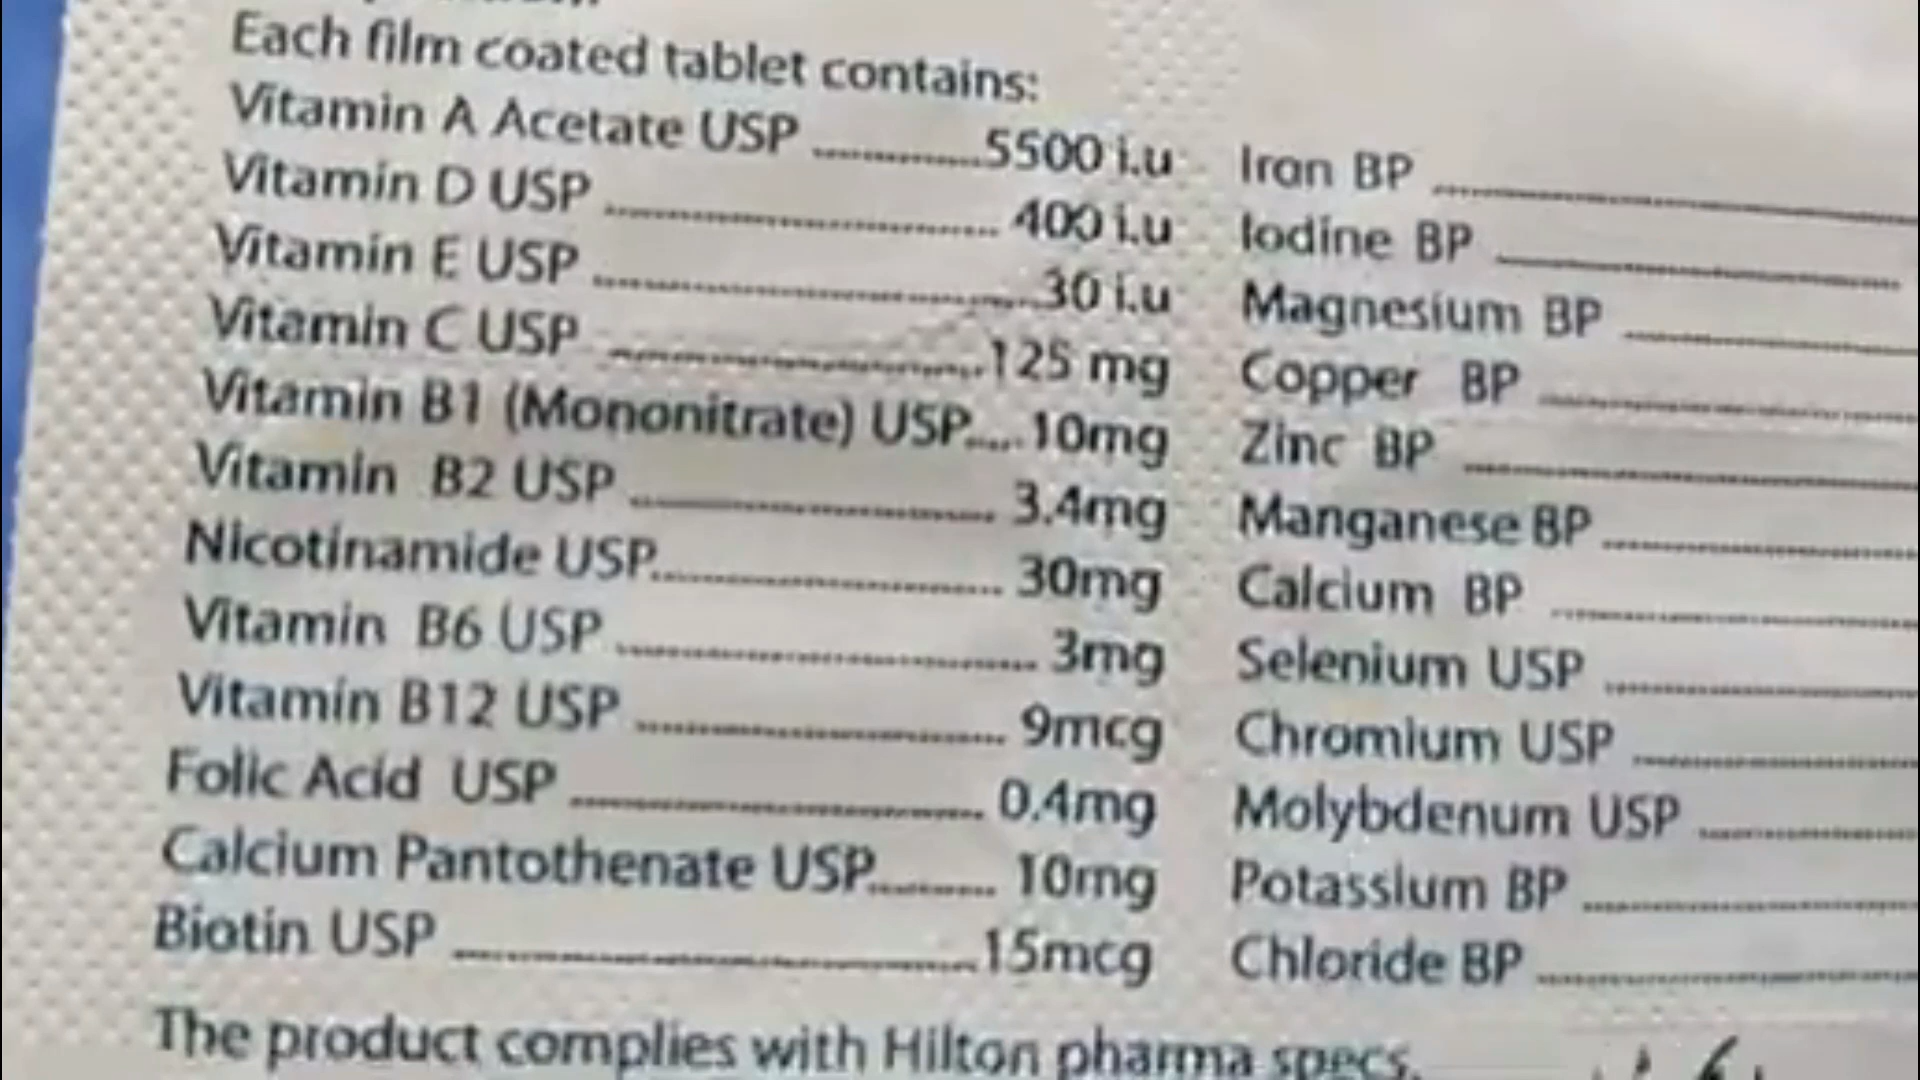 Each film coated tablet contains:
Vitamin A Acetate USP ............5500 i.u
Vitamin D USP ............ 400 i.u
Vitamin E USP ............30 i.u
Vitamin C USP ............125 mg
Vitamin B1 (Mononitrate) USP.....10mg
Vitamin B2 USP ............ 3.4mg
Nicotinamide USP............ 30mg
Vitamin B6 USP ............ 3mg
Vitamin B12 USP ............ 9mcg
Folic Acid USP ............ 0.4mg
Calcium Pantothenate USP......... 10mg
Biotin USP ............15mcg
Iron BP ............
Iodine BP ............
Magnesium BP ............
Copper BP ............
Zinc BP ............
Manganese BP ............
Calcium BP ............
Selenium USP ............
Chromium USP ............
Molybdenum USP ............
Potassium BP ............
Chloride BP ............
The product complies with Hilton pharma specs.